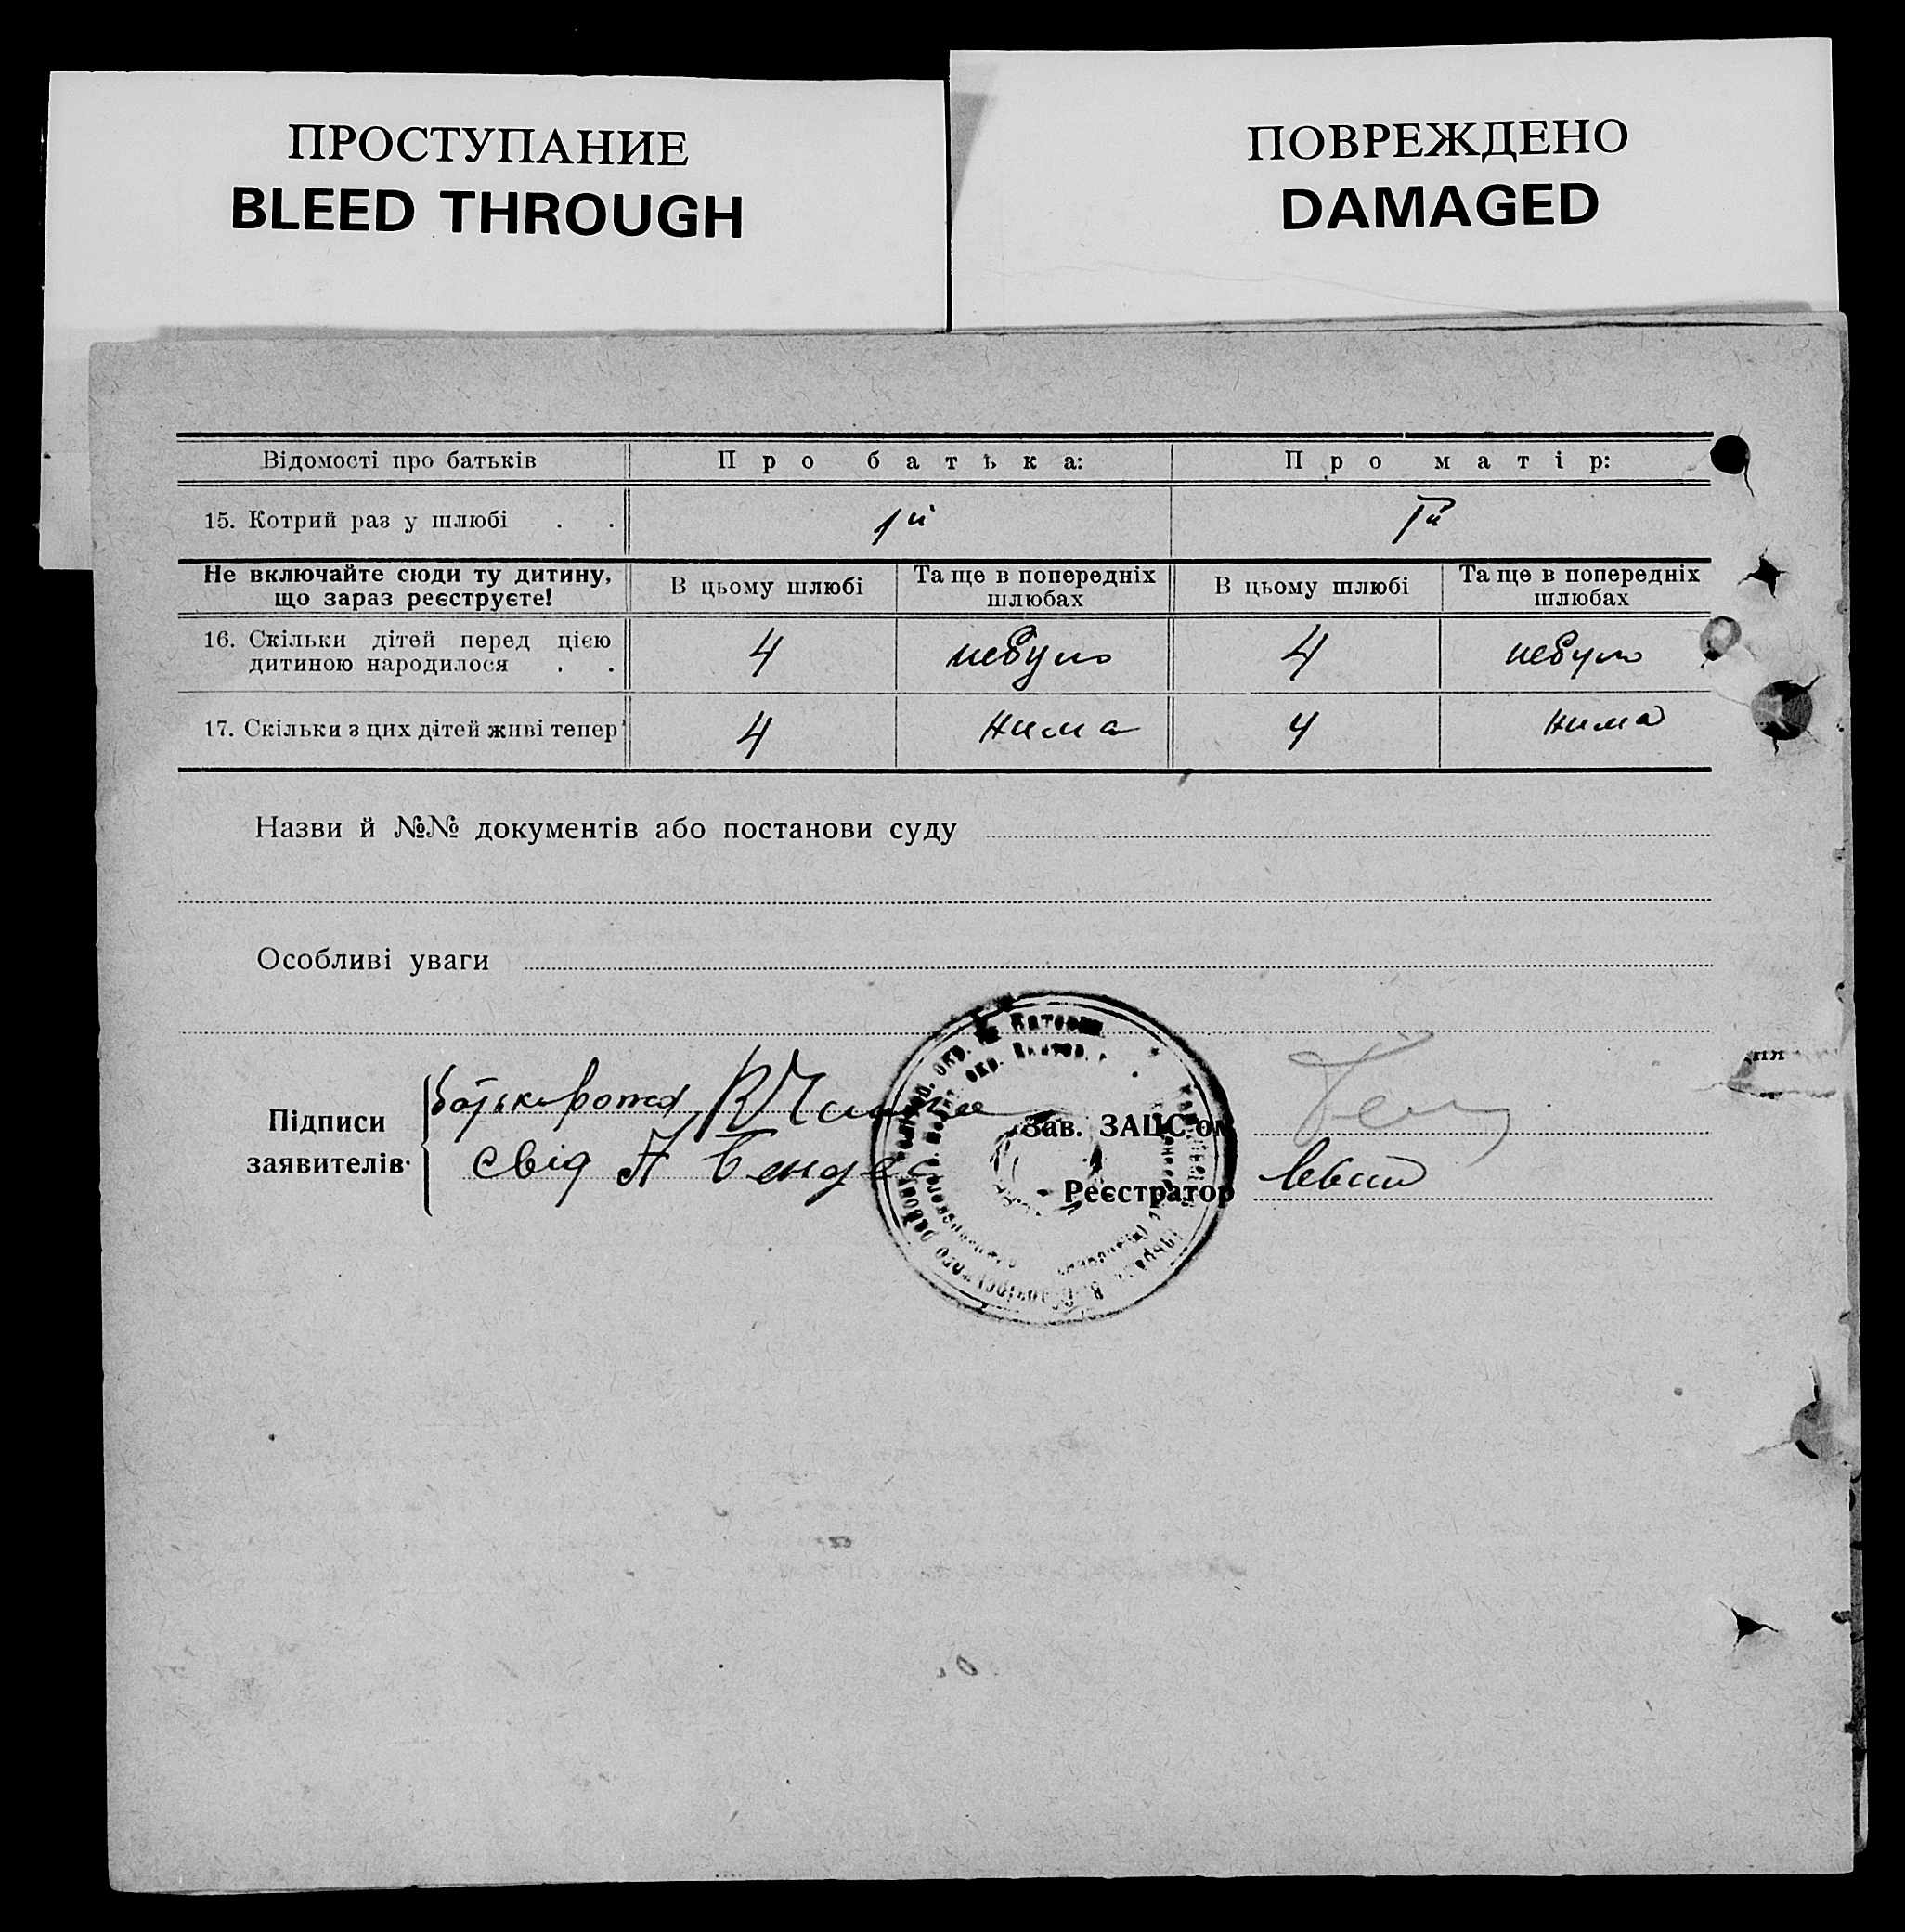 ПРОСТУПАНИЕ
BLEED THROUGH
ПОВРЕЖДЕНО
DAMAGED
Відомості про батьків Про батька: Про матір:
15. Котрий раз у шлюбі . . 1й 1й
Не включайте сюди ту дитину, що зараз реєструєте! В цьому шлюбі Та ще в попередніх шлюбах В цьому шлюбі Та ще в попередніх шлюбах
16. Скільки дітей перед цією
дитиною народилося . . 4 небуло 4 небуло
17. Скільки з цих дітей живі тепер 4 нима 4 нима
Назви й №№ документів або постанови суду
Особливі уваги
Підписи
заявителів
свід А Бендер
Зав. ЗАЦС'ом
Реєстратор
ня